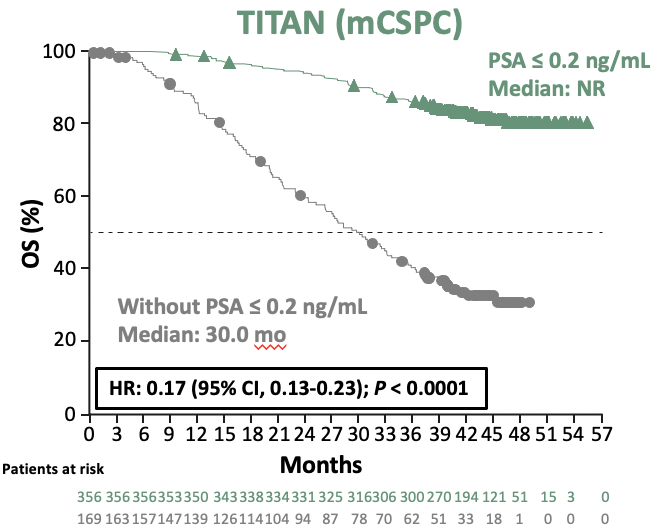 TITAN (mCSPC)
100
80
60
40
20
0
OS (%)
PSA ≤ 0.2 ng/mL
Median: NR
Without PSA ≤ 0.2 ng/mL
Median: 30.0 mo
HR: 0.17 (95% CI, 0.13-0.23); P < 0.0001
0 3 6 9 12 15 18 21 24 27 30 33 36 39 42 45 48 51 54 57
Months
Patients at risk
356 356 356 353 350 343 338 334 331 325 316 306 300 270 194 121 51 15 3 0
169 163 157 147 139 126 114 104 94 87 78 70 62 51 33 18 1 0 0 0